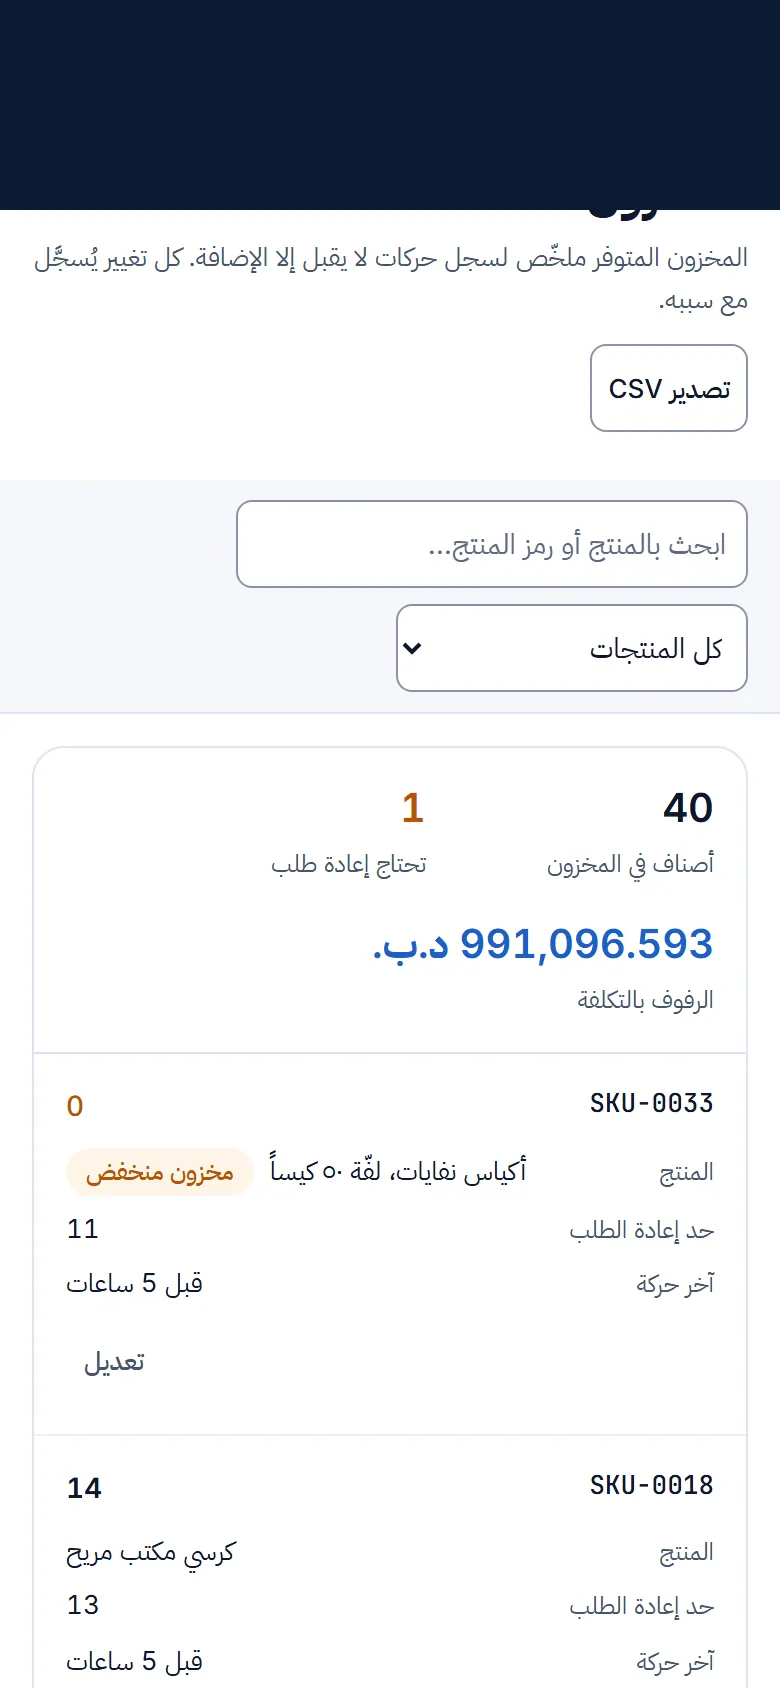 المخزون المتوفر ملخّص لسجل حركات لا يقبل إلا الإضافة. كل تغيير يُسجَّل
مع سببه.
تصدير CSV
ابحث بالمنتج أو رمز المنتج...
كل المنتجات
40
أصناف في المخزون
1
تحتاج إعادة طلب
991,096.593 د.ب.
الرفوف بالتكلفة
SKU-0033
0
المنتج
أكياس نفايات، لفّة ٥٠ كيساً
مخزون منخفض
حد إعادة الطلب
11
آخر حركة
قبل 5 ساعات
تعديل
SKU-0018
14
المنتج
كرسي مكتب مريح
حد إعادة الطلب
13
آخر حركة
قبل 5 ساعات